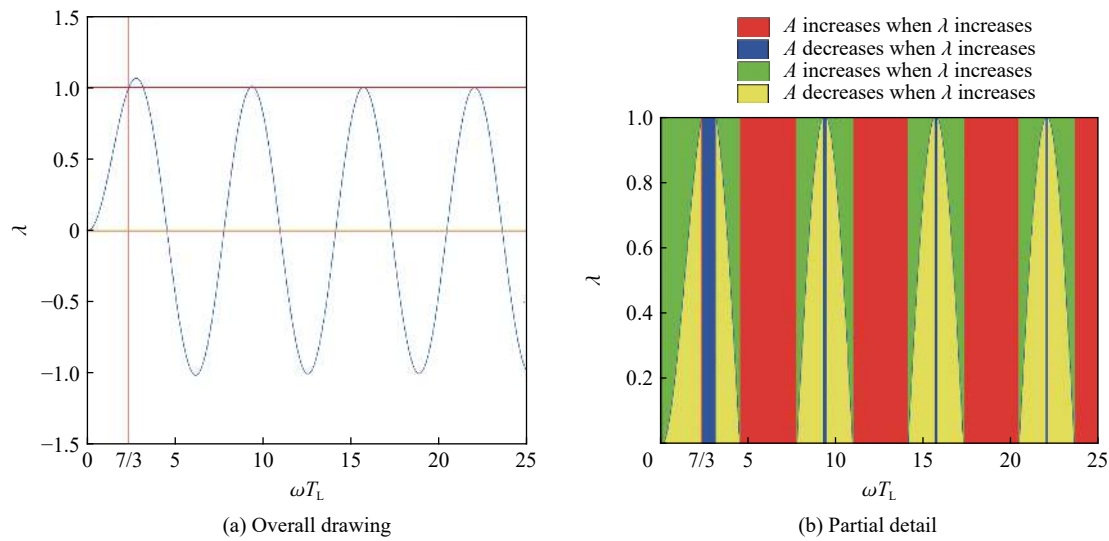 1.5
1.0
0.5
0
−0.5
−1.0
−1.5
λ
0 7/3 5 10 15 20 25
ωT_L
(a) Overall drawing
A increases when λ increases
A decreases when λ increases
A increases when λ increases
A decreases when λ increases
1.0
0.8
0.6
0.4
0.2
λ
0 7/3 5 10 15 20 25
ωT_L
(b) Partial detail